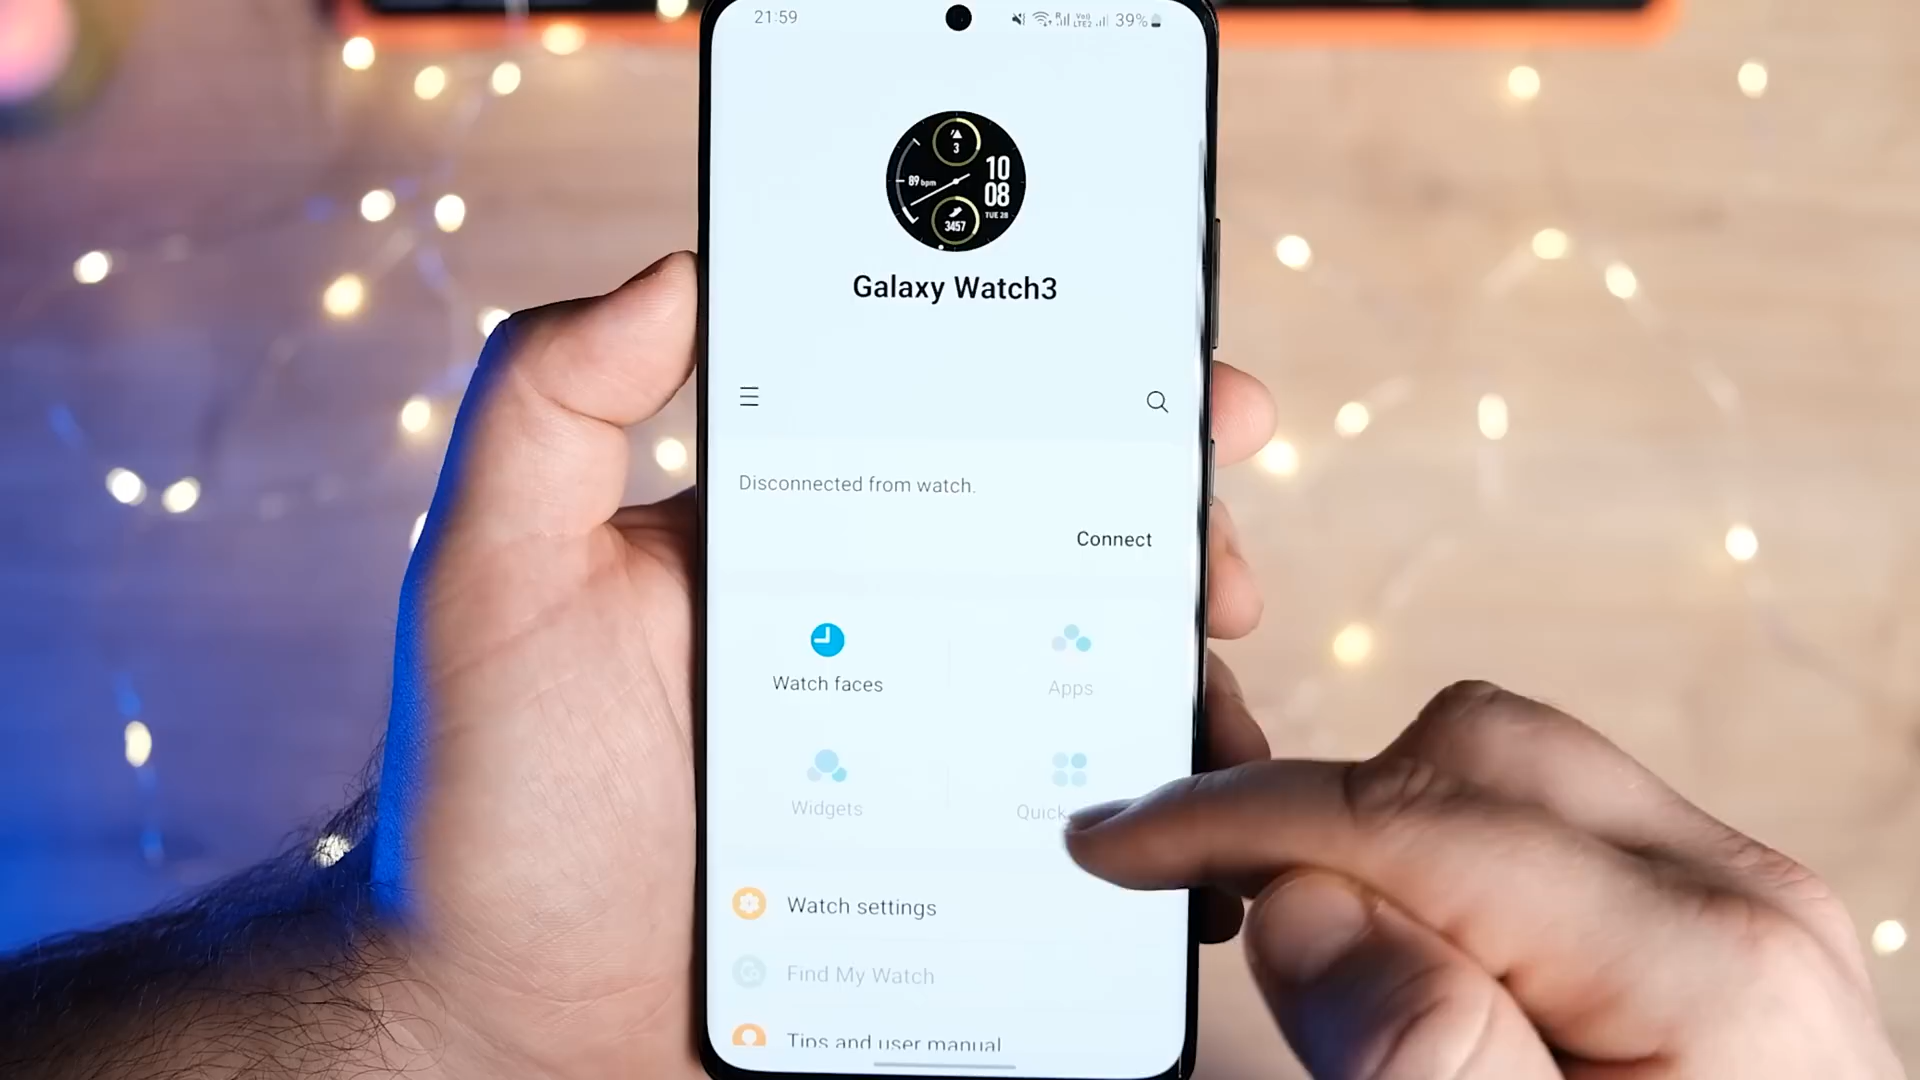 21:59
39%
3
89 bpm
10
08
TUE 28
3457
Galaxy Watch3
Disconnected from watch.
Connect
Watch faces
Apps
Widgets
Quick
Watch settings
Find My Watch
Tips and user manual